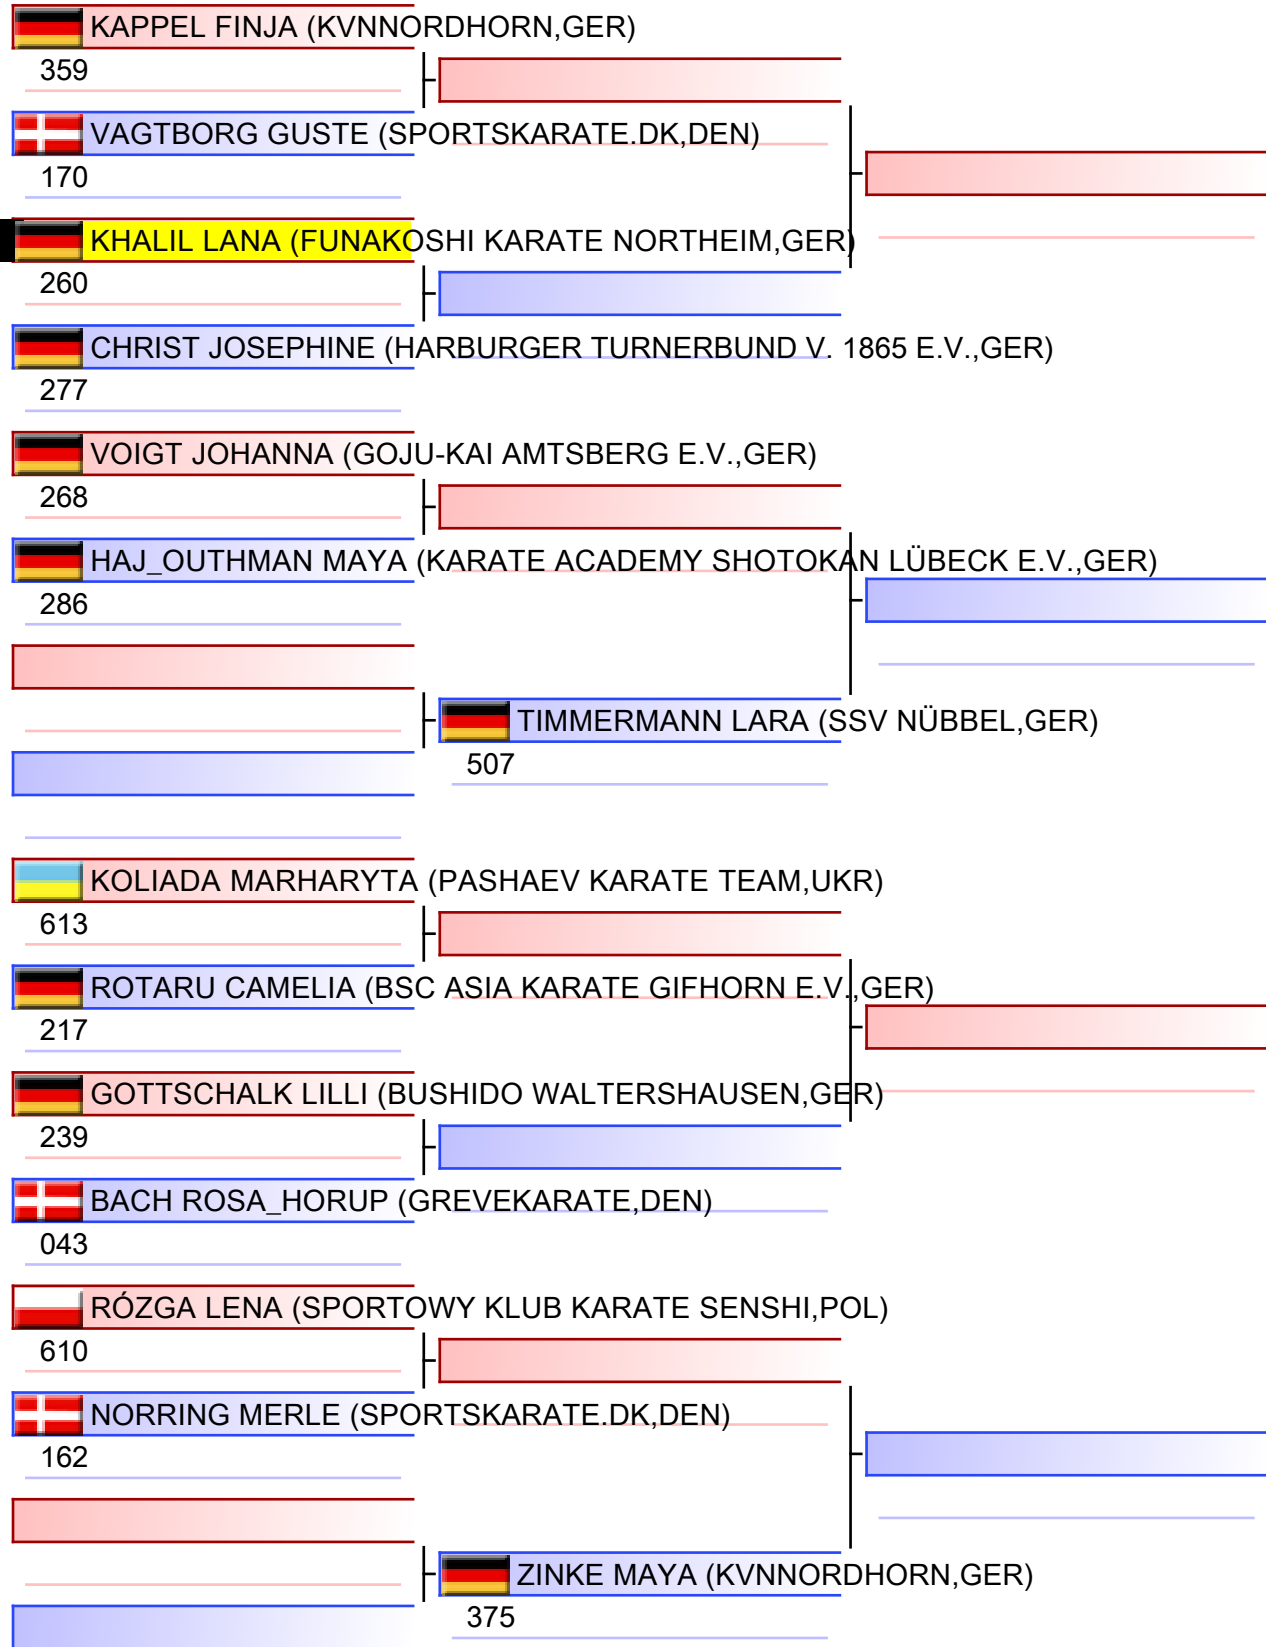 KAPPEL FINJA (KVNNORDHORN,GER)
359
VAGTBORG GUSTE (SPORTSKARATE.DK,DEN)
170
KHALIL LANA (FUNAKOSHI KARATE NORTHEIM,GER)
260
CHRIST JOSEPHINE (HARBURGER TURNERBUND V. 1865 E.V.,GER)
277
VOIGT JOHANNA (GOJU-KAI AMTSBERG E.V.,GER)
268
HAJ_OUTHMAN MAYA (KARATE ACADEMY SHOTOKAN LÜBECK E.V.,GER)
286
TIMMERMANN LARA (SSV NÜBBEL,GER)
507
KOLIADA MARHARYTA (PASHAEV KARATE TEAM,UKR)
613
ROTARU CAMELIA (BSC ASIA KARATE GIFHORN E.V.,GER)
217
GOTTSCHALK LILLI (BUSHIDO WALTERSHAUSEN,GER)
239
BACH ROSA_HORUP (GREVEKARATE,DEN)
043
RÓZGA LENA (SPORTOWY KLUB KARATE SENSHI,POL)
610
NORRING MERLE (SPORTSKARATE.DK,DEN)
162
ZINKE MAYA (KVNNORDHORN,GER)
375